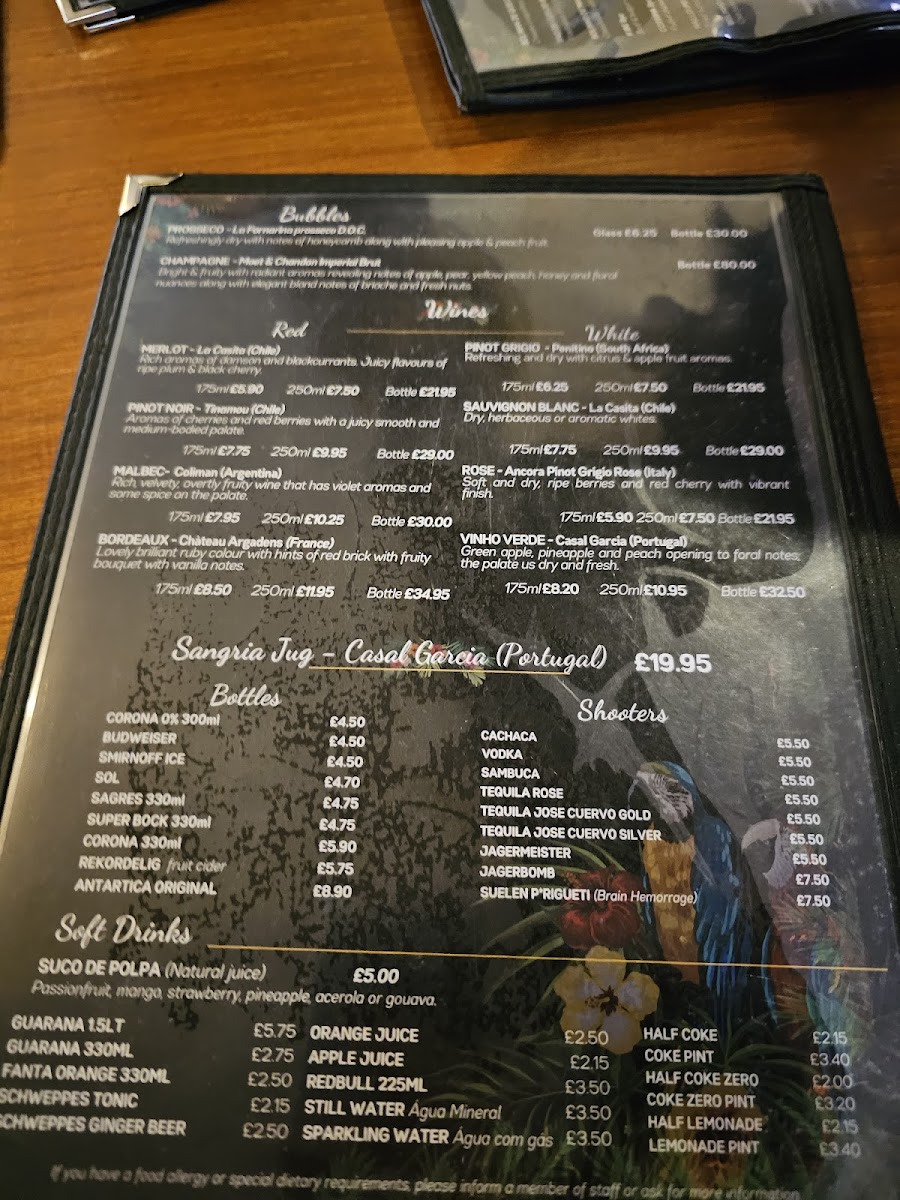 Bubbles
PROSSECO - La Fornarina prosseco D.O.C. Glass £6.25 Bottle £30.00
Refreshingly dry with notes of honeycomb along with pleasing apple & peach fruit.
CHAMPAGNE - Moet & Chandon Imperial Brut Bottle £80.00
Bright & fruity with radiant aromas revealing notes of apple, pear, yellow peach, honey and floral
nuances along with elegant bland notes of brioche and fresh nuts.
Wines
Red
MERLOT - La Casita (Chile)
Rich aromas of damson and blackcurrants. Juicy flavours of
ripe plum & black cherry.
175ml £5.90 250ml £7.50 Bottle £21.95
PINOT NOIR - Tinamou (Chile)
Aromas of cherries and red berries with a juicy smooth and
medium-bodied palate.
175ml £7.75 250ml £9.95 Bottle £29.00
MALBEC- Coliman (Argentina)
Rich, velvety, overtly fruity wine that has violet aromas and
some spice on the palate.
175ml £7.95 250ml £10.25 Bottle £30.00
BORDEAUX - Château Argadens (France)
Lovely brilliant ruby colour with hints of red brick with fruity
bouquet with vanilla notes.
175ml £8.50 250ml £11.95 Bottle £34.95
White
PINOT GRIGIO - Penitino (South Africa)
Refreshing and dry with citrus & apple fruit aromas.
175ml £6.25 250ml £7.50 Bottle £21.95
SAUVIGNON BLANC - La Casita (Chile)
Dry, herbaceous or aromatic whites.
175ml £7.75 250ml £9.95 Bottle £29.00
ROSE - Ancora Pinot Grigio Rose (Italy)
Soft and dry, ripe berries and red cherry with vibrant
finish.
175ml £5.90 250ml £7.50 Bottle £21.95
VINHO VERDE - Casal Garcia (Portugal)
Green apple, pineapple and peach opening to foral notes;
the palate us dry and fresh.
175ml £8.20 250ml £10.95 Bottle £32.50
Sangria Jug - Casal Garcia (Portugal) £19.95
Bottles
CORONA 0% 300ml £4.50
BUDWEISER £4.50
SMIRNOFF ICE £4.50
SOL £4.70
SAGRES 330ml £4.75
SUPER BOCK 330ml £4.75
CORONA 330ml £5.90
REKORDELIG fruit cider £5.75
ANTARTICA ORIGINAL £8.90
Shooters
CACHACA £5.50
VODKA £5.50
SAMBUCA £5.50
TEQUILA ROSE £5.50
TEQUILA JOSE CUERVO GOLD £5.50
TEQUILA JOSE CUERVO SILVER £5.50
JAGERMEISTER £5.50
JAGERBOMB £7.50
SUELEN P'RIGUETI (Brain Hemorrage) £7.50
Soft Drinks
SUCO DE POLPA (Natural juice) £5.00
Passionfruit, mango, strawberry, pineapple, acerola or gouava.
GUARANA 1.5LT £5.75
GUARANA 330ML £2.75
FANTA ORANGE 330ML £2.50
SCHWEPPES TONIC £2.15
SCHWEPPES GINGER BEER £2.50
ORANGE JUICE £2.50
APPLE JUICE £2.15
REDBULL 225ML £3.50
STILL WATER Água Mineral £3.50
SPARKLING WATER Água com gás £3.50
HALF COKE £2.15
COKE PINT £3.40
HALF COKE ZERO £2.00
COKE ZERO PINT £3.20
HALF LEMONADE £2.15
LEMONADE PINT £3.40
If you have a food allergy or special dietary requirements, please inform a member of staff or ask for more information.